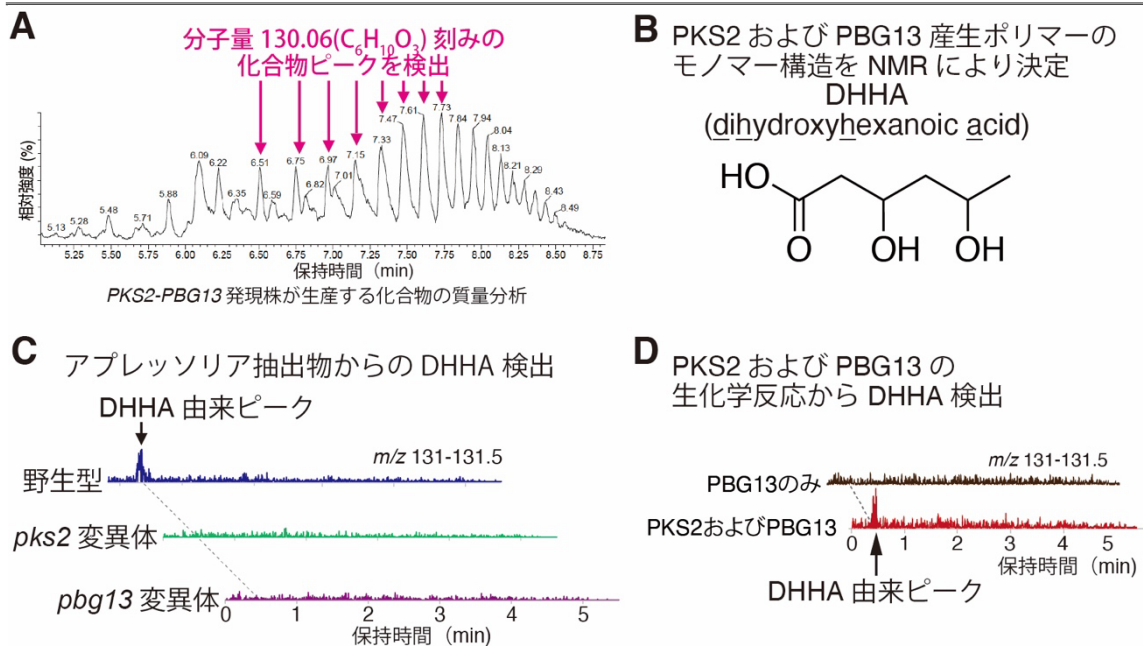 A
分子量 130.06(C6H10O3) 刻みの
化合物ピークを検出
相対強度 (%)
5.13
5.28
5.48
5.71
5.88
6.09
6.22
6.35
6.51
6.59
6.75
6.82
6.97
7.01
7.15
7.33
7.47
7.61
7.73
7.84
7.94
8.04
8.13
8.21
8.29
8.43
8.49
5.25 5.50 5.75 6.00 6.25 6.50 6.75 7.00 7.25 7.50 7.75 8.00 8.25 8.50 8.75
保持時間 (min)
PKS2-PBG13 発現株が生産する化合物の質量分析
B
PKS2 および PBG13 産生ポリマーの
モノマー構造を NMR により決定
DHHA
(dihydroxyhexanoic acid)
HO
O
OH
OH
C
アプレッソリア抽出物からの DHHA 検出
DHHA 由来ピーク
m/z 131-131.5
野生型
pks2 変異体
pbg13 変異体
0 1 2 3 4 5
保持時間 (min)
D
PKS2 および PBG13 の
生化学反応から DHHA 検出
m/z 131-131.5
PBG13のみ
PKS2およびPBG13
0 1 2 3 4 5
保持時間 (min)
DHHA 由来ピーク